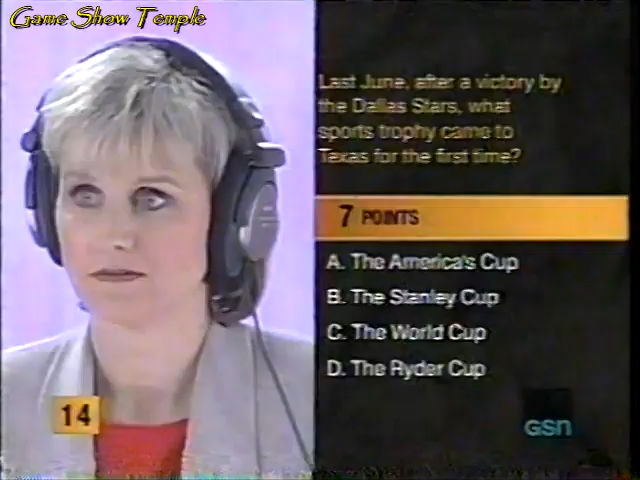 Game Show Temple
Last June, after a victory by
the Dallas Stars, what
sports trophy came to
Texas for the first time?
7 POINTS
A. The America's Cup
B. The Stanley Cup
C. The World Cup
D. The Ryder Cup
14
GSN